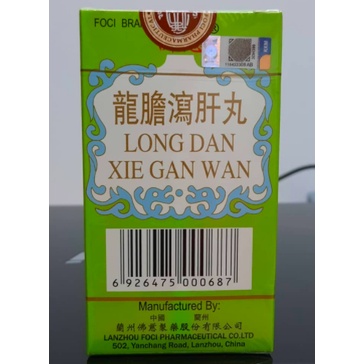 FOCI BRA
龍膽瀉肝丸
LONG DAN
XIE GAN WAN
6 926475 000687
Manufactured By:
中國 蘭州
蘭州佛慈製藥股份有限公司
LANZHOU FOCI PHARMACEUTICAL CO.LTD
502, Yanchang Road, Lanzhou, China